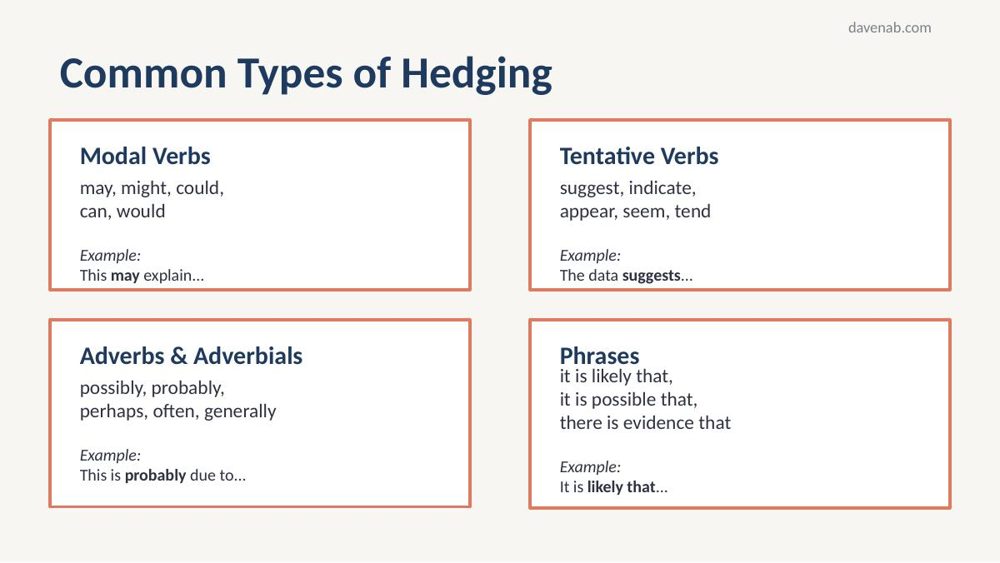 davenab.com
Common Types of Hedging
Modal Verbs
may, might, could,
can, would
Example:
This may explain...
Tentative Verbs
suggest, indicate,
appear, seem, tend
Example:
The data suggests...
Adverbs & Adverbials
possibly, probably,
perhaps, often, generally
Example:
This is probably due to...
Phrases
it is likely that,
it is possible that,
there is evidence that
Example:
It is likely that...